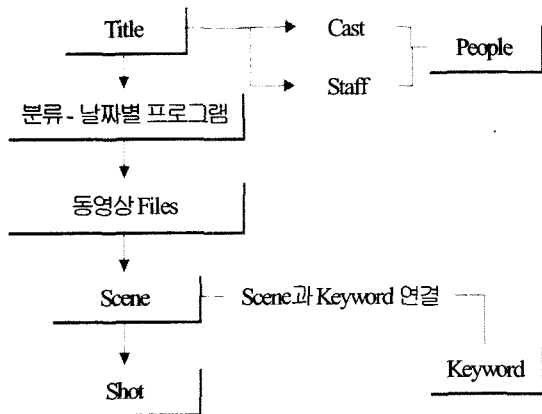 Title
Cast
People
Staff
분류 - 날짜별 프로그램
동영상 Files
Scene
Scene과 Keyword 연결
Keyword
Shot